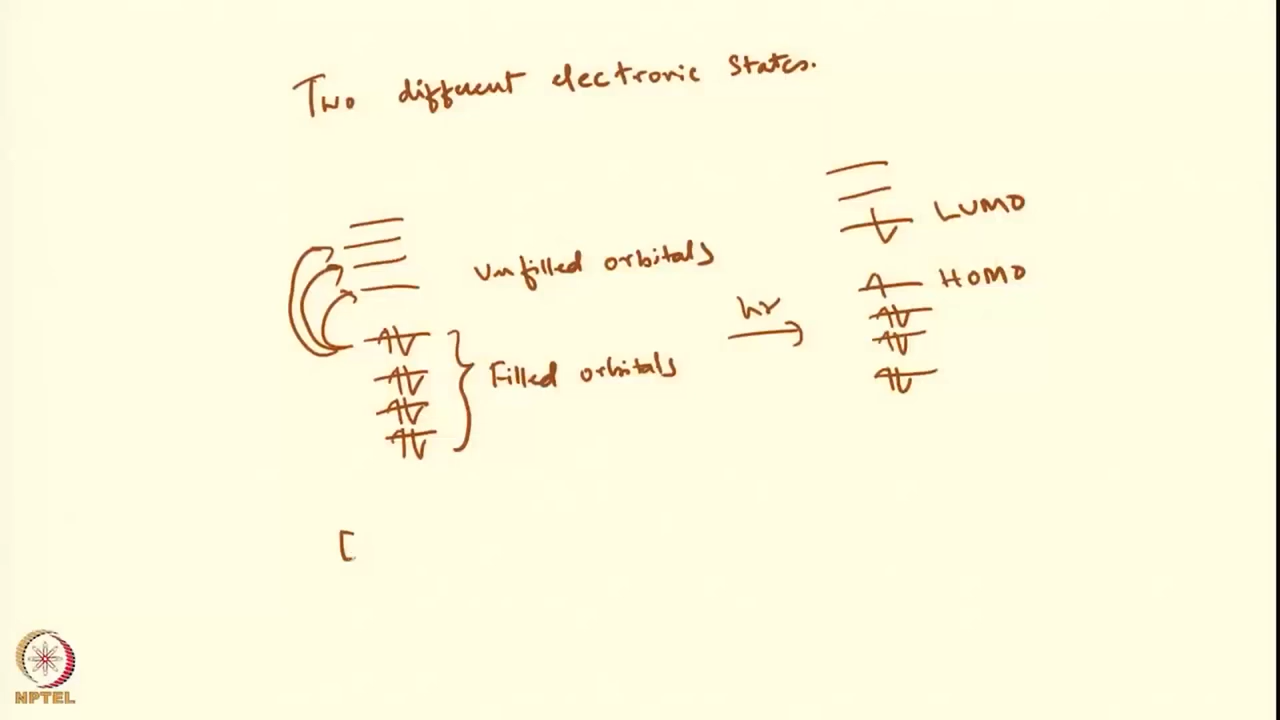 Two different electronic states.
LUMO
Unfilled orbitals
HOMO
hν
Filled orbitals
[
NPTEL